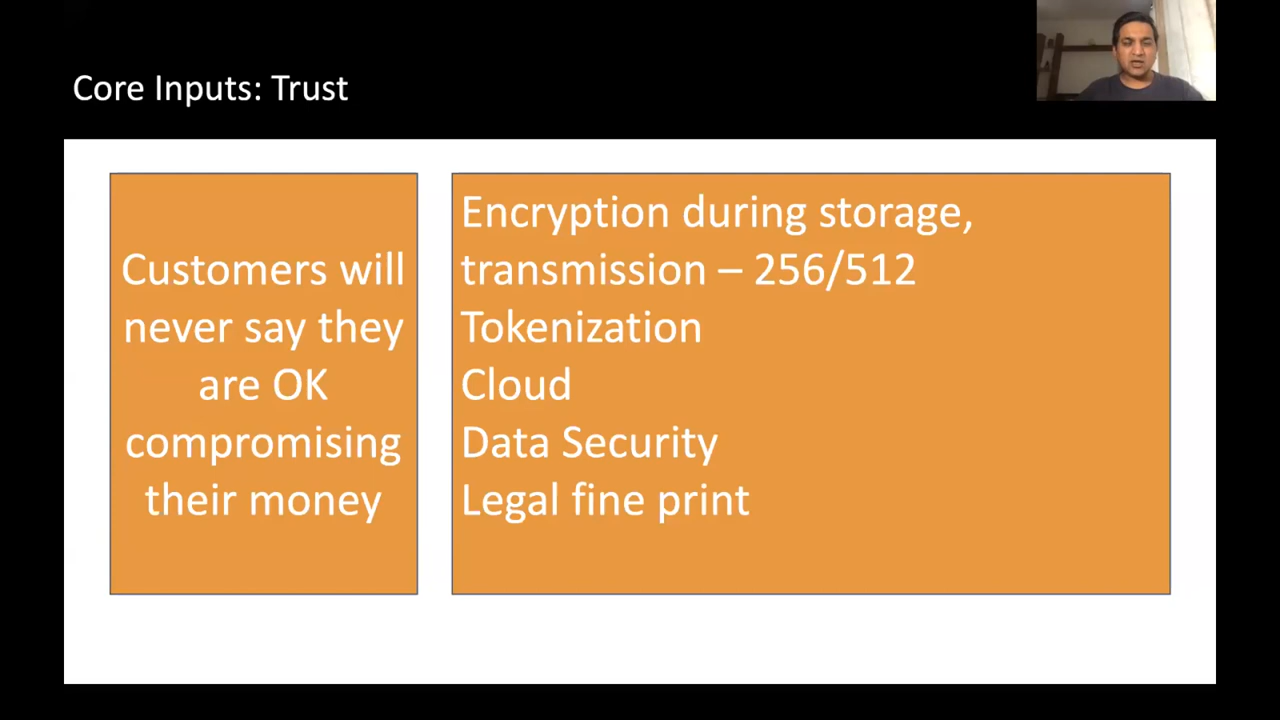 Core Inputs: Trust
Customers will
never say they
are OK
compromising
their money
Encryption during storage,
transmission – 256/512
Tokenization
Cloud
Data Security
Legal fine print